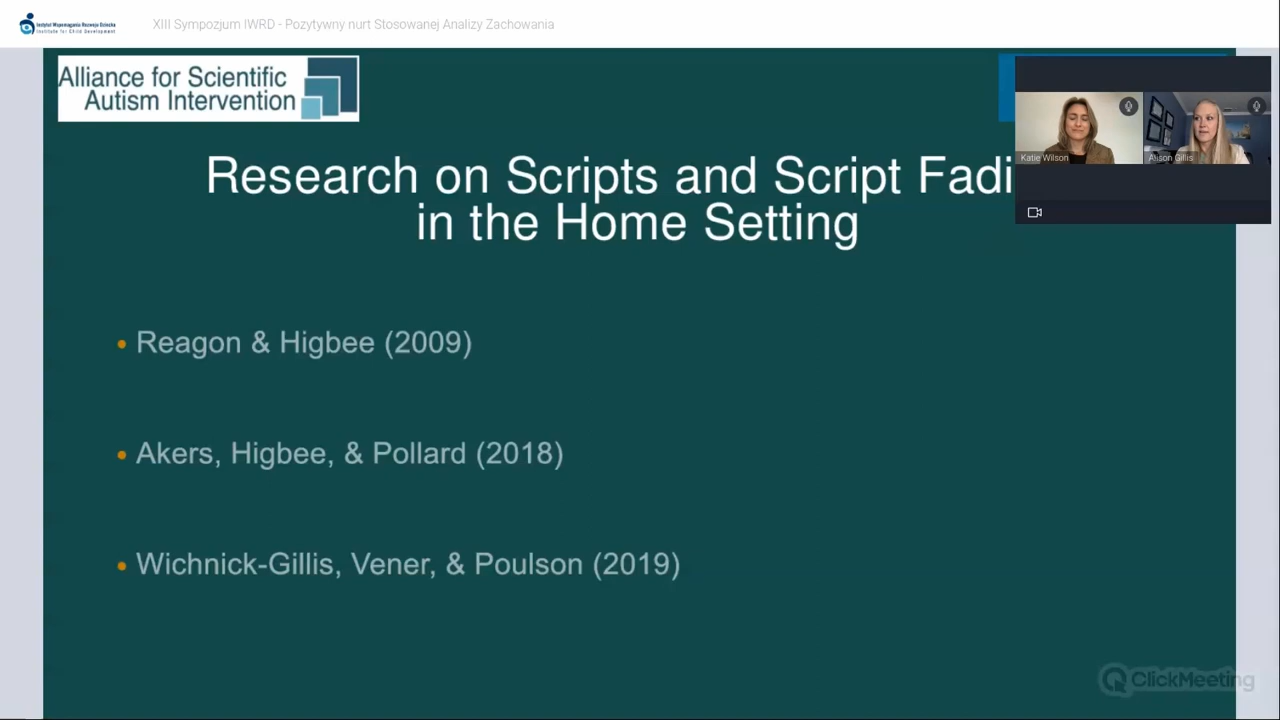 Instytut Wspomagania Rozwoju Dziecka
Institute for Child Development
XIII Sympozjum IWRD - Pozytywny nurt Stosowanej Analizy Zachowania
Alliance for Scientific
Autism Intervention
Katie Wilson
Alison Gillis
Research on Scripts and Script Fadi
in the Home Setting
• Reagon & Higbee (2009)
• Akers, Higbee, & Pollard (2018)
• Wichnick-Gillis, Vener, & Poulson (2019)
ClickMeeting